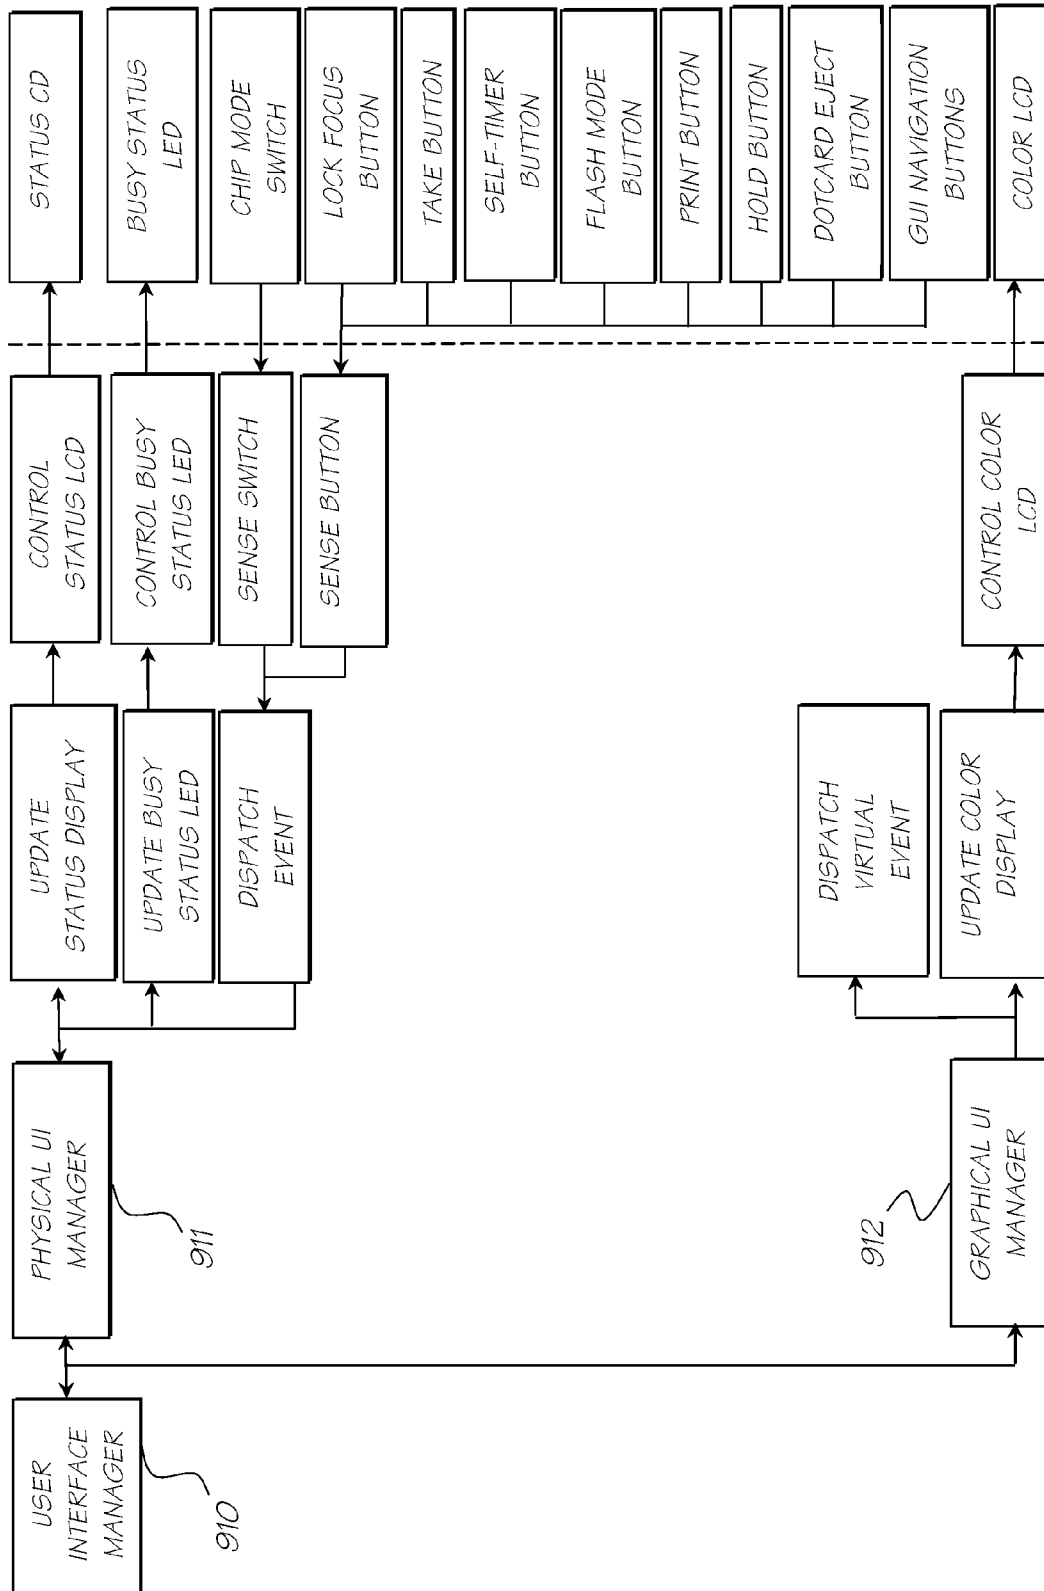 USER
INTERFACE
MANAGER
910
PHYSICAL UI
MANAGER
911
GRAPHICAL UI
MANAGER
912
UPDATE
STATUS DISPLAY
UPDATE BUSY
STATUS LED
DISPATCH
EVENT
DISPATCH
VIRTUAL
EVENT
UPDATE COLOR
DISPLAY
CONTROL
STATUS LCD
CONTROL BUSY
STATUS LED
SENSE SWITCH
SENSE BUTTON
CONTROL COLOR
LCD
STATUS CD
BUSY STATUS
LED
CHIP MODE
SWITCH
LOCK FOCUS
BUTTON
TAKE BUTTON
SELF-TIMER
BUTTON
FLASH MODE
BUTTON
PRINT BUTTON
HOLD BUTTON
DOTCARD EJECT
BUTTON
GUI NAVIGATION
BUTTONS
COLOR LCD